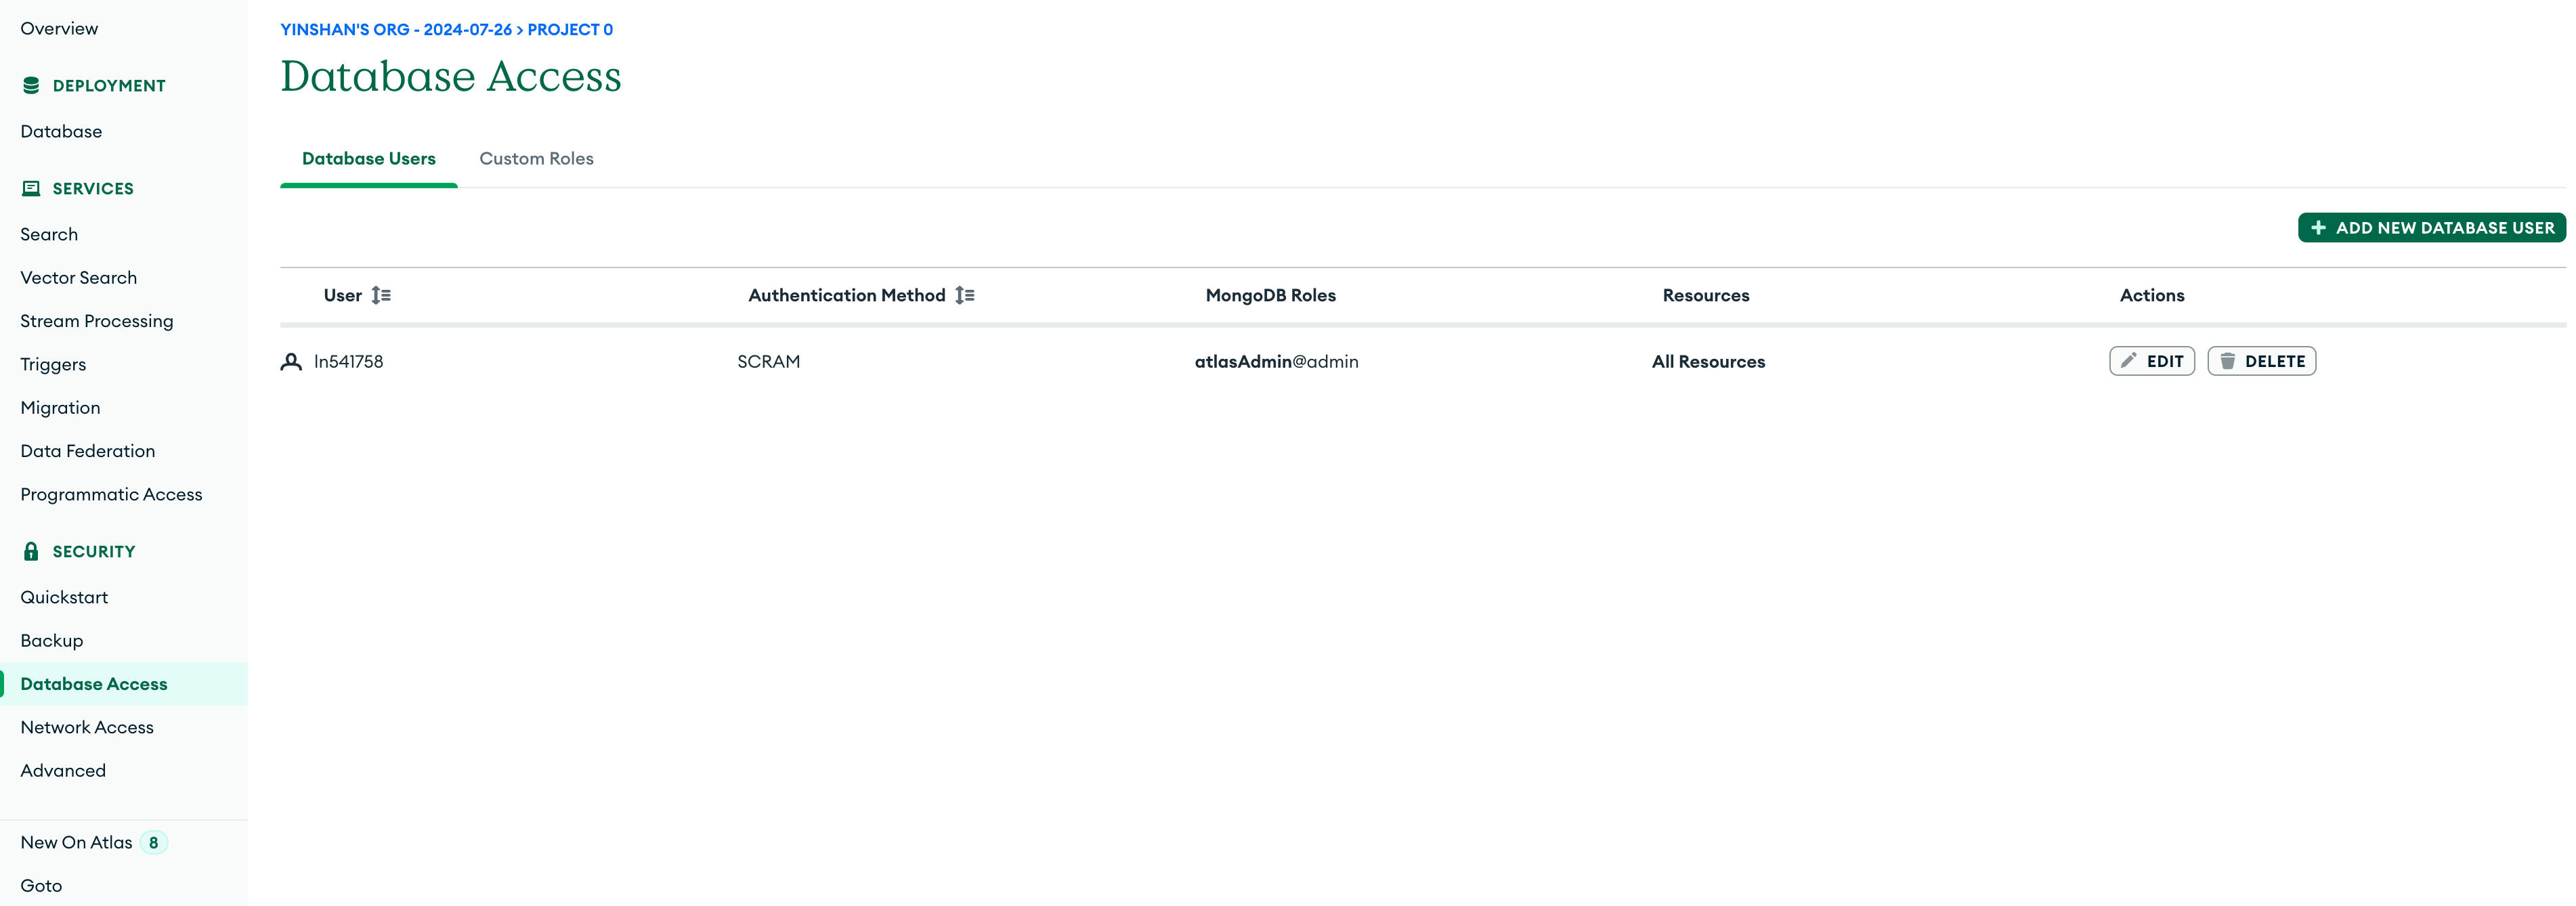 Overview
DEPLOYMENT
Database
SERVICES
Search
Vector Search
Stream Processing
Triggers
Migration
Data Federation
Programmatic Access
SECURITY
Quickstart
Backup
Database Access
Network Access
Advanced
New On Atlas 8
Goto
YINSHAN'S ORG - 2024-07-26 > PROJECT 0
Database Access
Database Users Custom Roles
+ ADD NEW DATABASE USER
User Authentication Method MongoDB Roles Resources Actions
ln541758 SCRAM atlasAdmin@admin All Resources EDIT DELETE